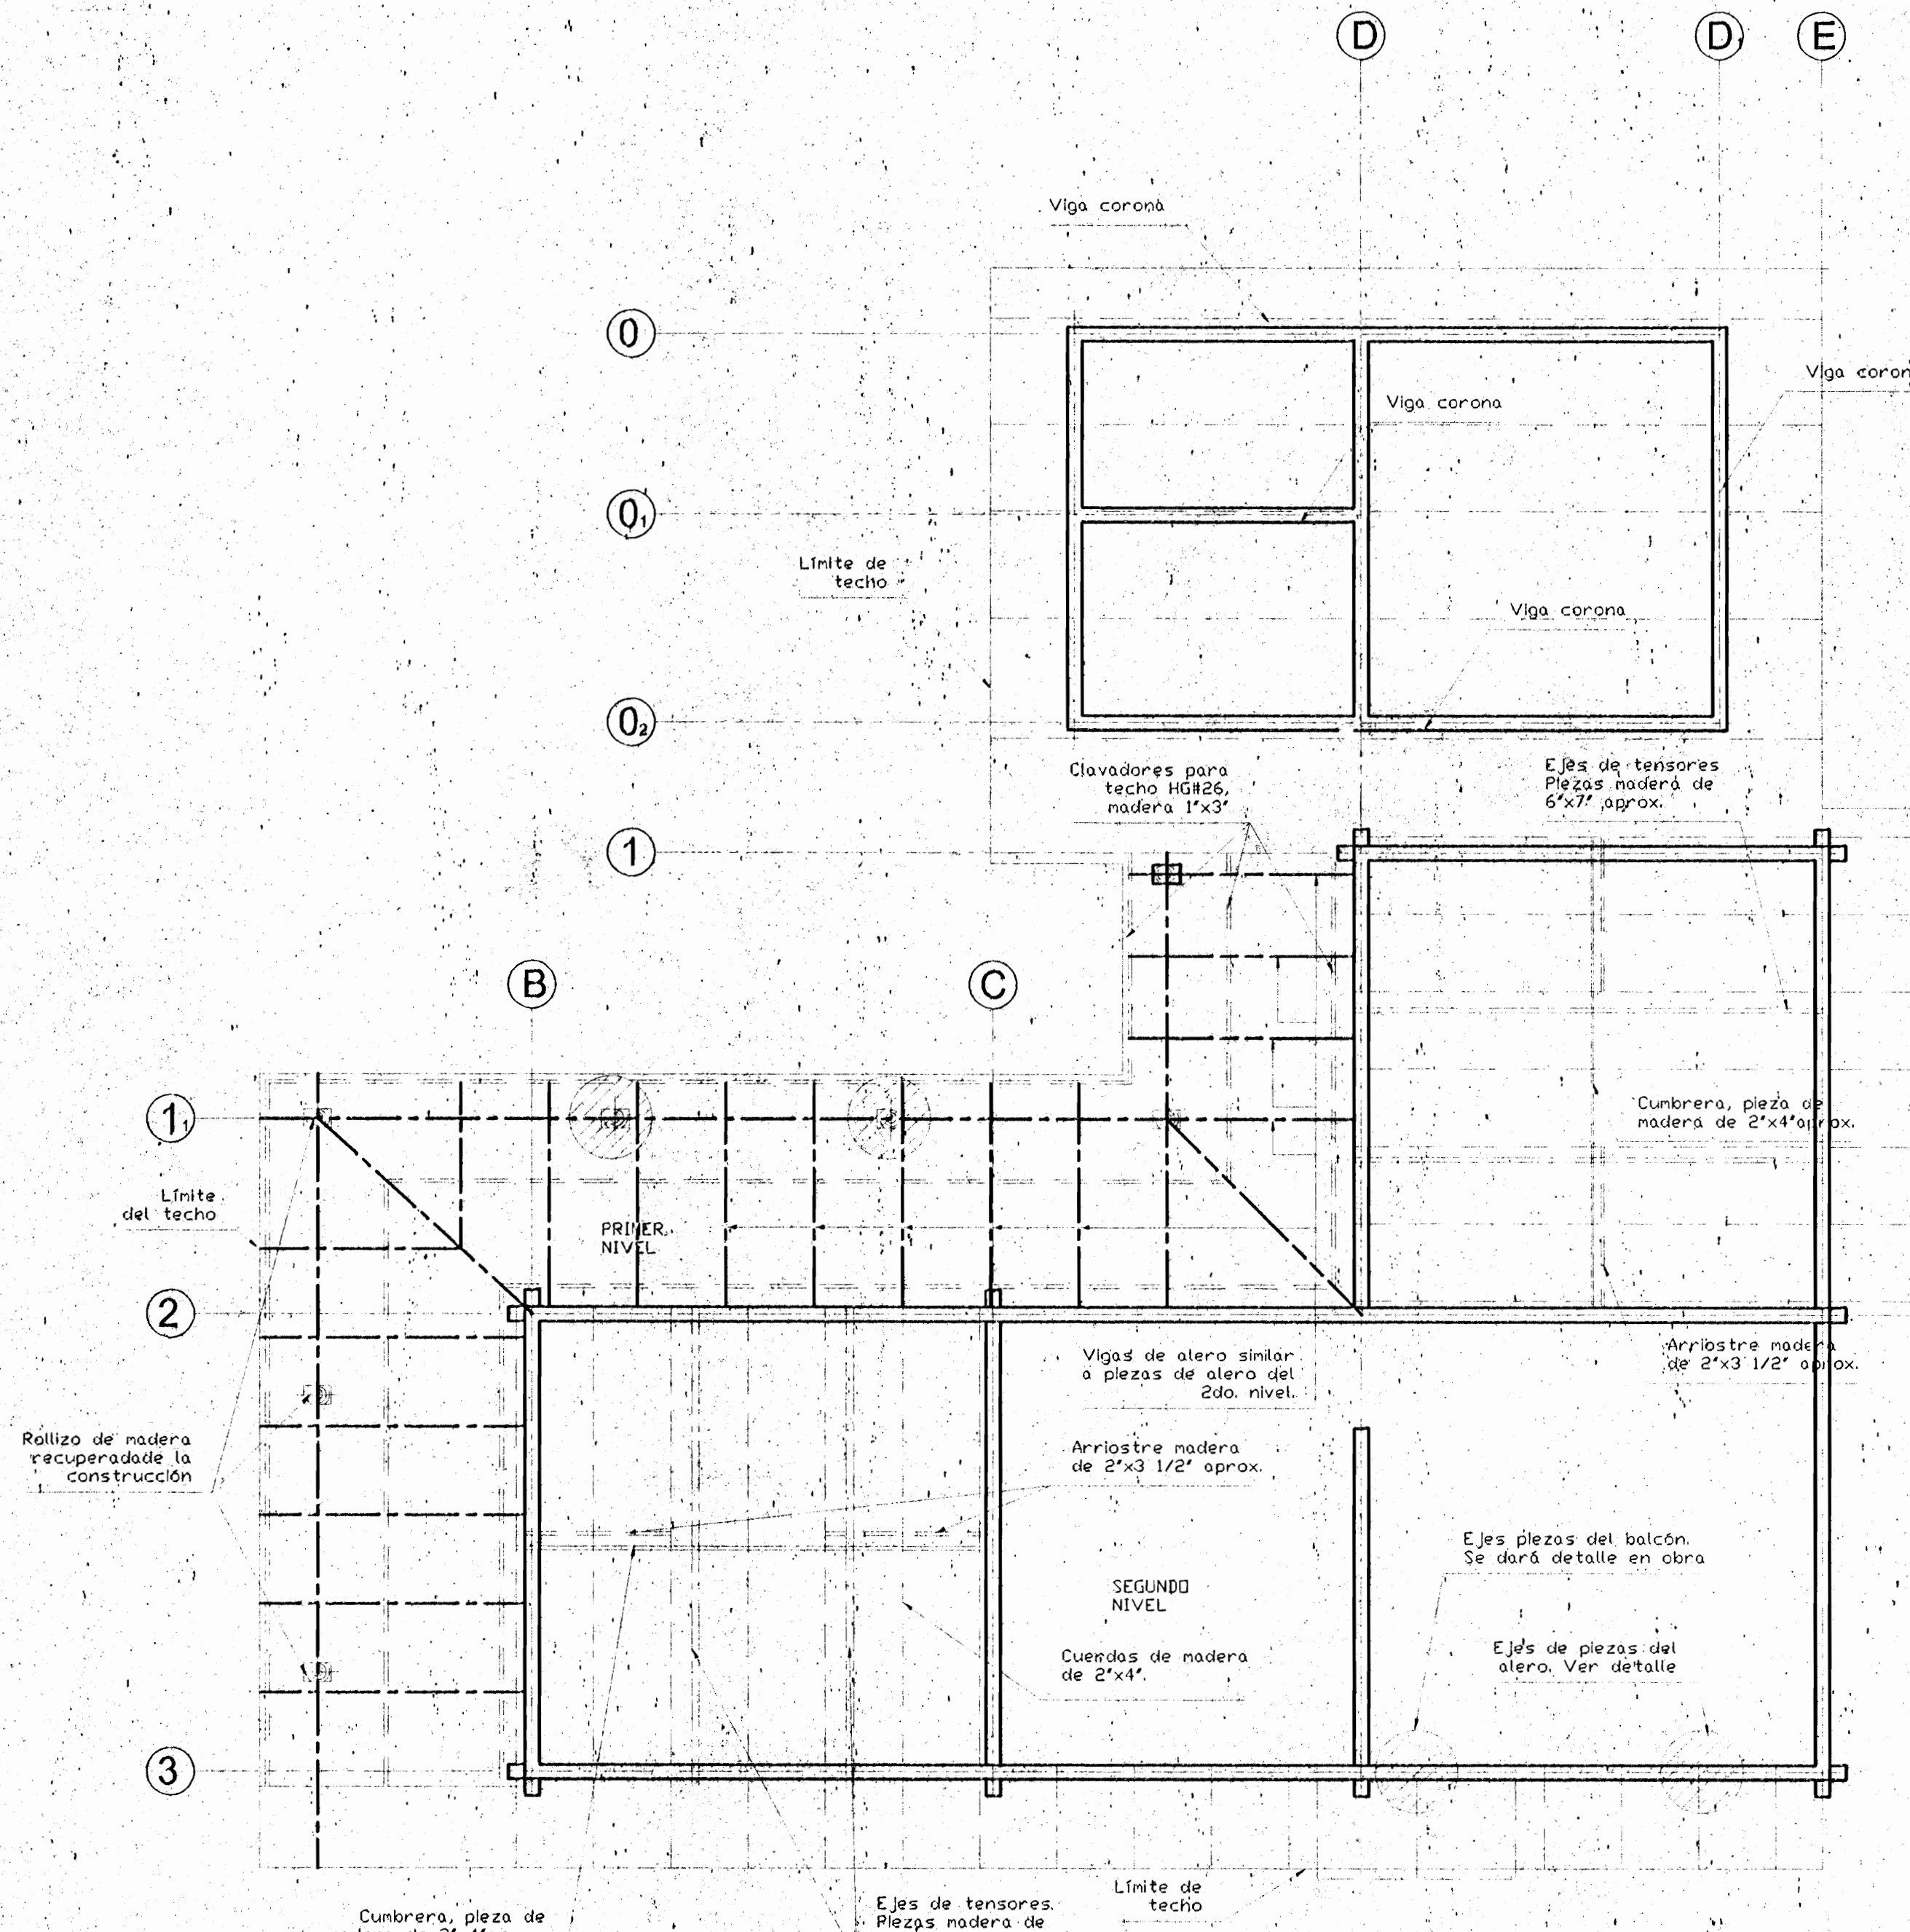 D
D₁
E
Viga corona
0
Viga coron
Viga corona
0₁
Límite de
techo
Viga corona
0₂
Clavadores para
techo HG#26,
madera 1"x3"
Ejes de tensores
Piezas madera de
6"x7" aprox.
1
B
C
Cumbrera, pieza de
madera de 2"x4"aprox.
1₁
Límite
del techo
PRIMER
NIVEL
2
Arriostre madera
de 2"x3 1/2" aprox.
Vigas de alero similar
a piezas de alero del
2do. nivel.
Rollizo de madera
recuperadade la
construcción
Arriostre madera
de 2"x3 1/2" aprox.
Ejes piezas del balcón.
Se dará detalle en obra
SEGUNDO
NIVEL
Cuerdas de madera
de 2"x4".
Ejes de piezas del
alero. Ver detalle
3
Límite de
techo
Cumbrera, pieza de
Ejes de tensores.
Piezas madera de